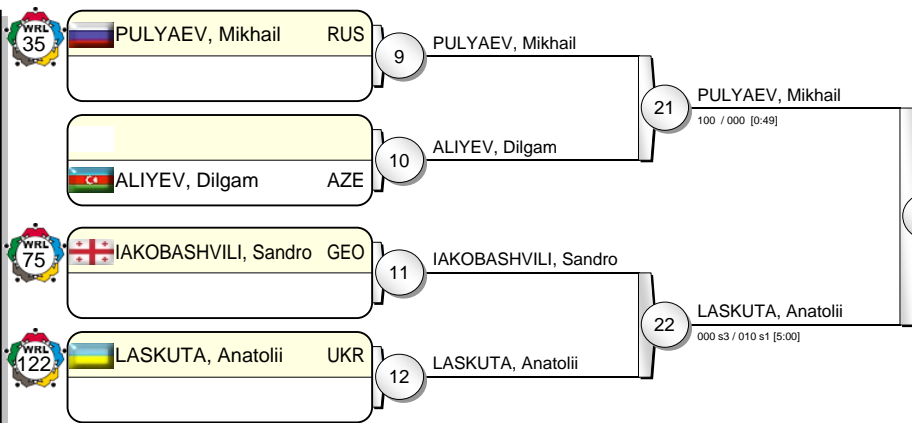 WRL
35
PULYAEV, Mikhail RUS
9
PULYAEV, Mikhail
21
PULYAEV, Mikhail
100 / 000 [0:49]
10
ALIYEV, Dilgam
ALIYEV, Dilgam AZE
WRL
75
IAKOBASHVILI, Sandro GEO
11
IAKOBASHVILI, Sandro
22
LASKUTA, Anatolii
000 s3 / 010 s1 [5:00]
WRL
122
LASKUTA, Anatolii UKR
12
LASKUTA, Anatolii